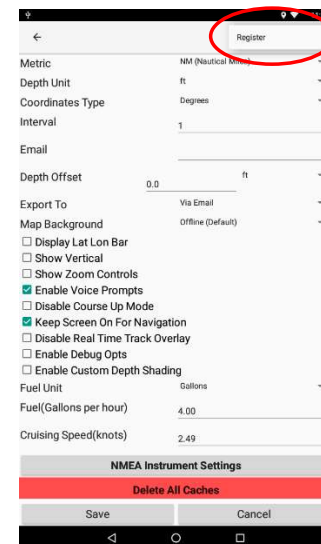 Register
Metric NM (Nautical Miles)
Depth Unit ft
Coordinates Type Degrees
Interval 1
Email
Depth Offset 0.0 ft
Export To Via Email
Map Background Offline (Default)
Display Lat Lon Bar
Show Vertical
Show Zoom Controls
Enable Voice Prompts
Disable Course Up Mode
Keep Screen On For Navigation
Disable Real Time Track Overlay
Enable Debug Opts
Enable Custom Depth Shading
Fuel Unit Gallons
Fuel(Gallons per hour) 4.00
Cruising Speed(knots) 2.49
NMEA Instrument Settings
Delete All Caches
Save Cancel